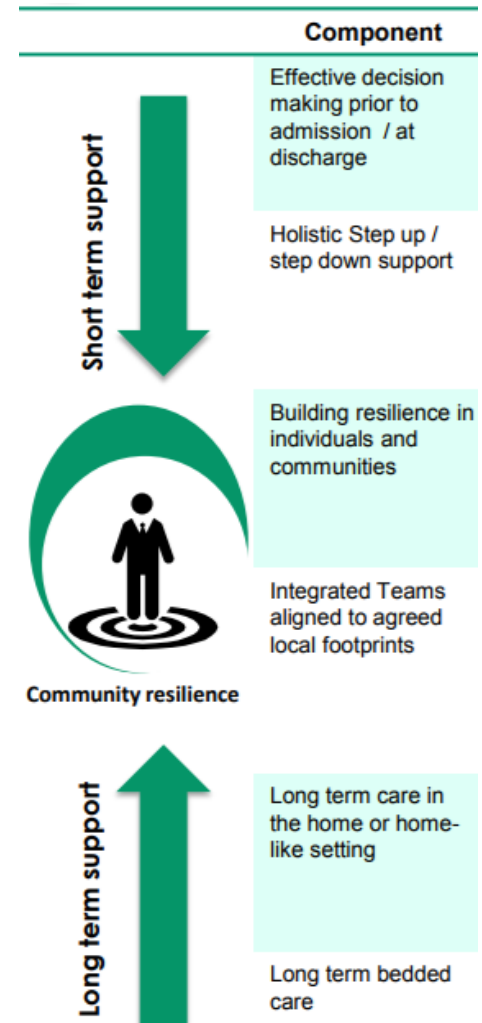 Component
Short term support
Effective decision
making prior to
admission / at
discharge
Holistic Step up /
step down support
Community resilience
Building resilience in
individuals and
communities
Integrated Teams
aligned to agreed
local footprints
Long term support
Long term care in
the home or home-
like setting
Long term bedded
care